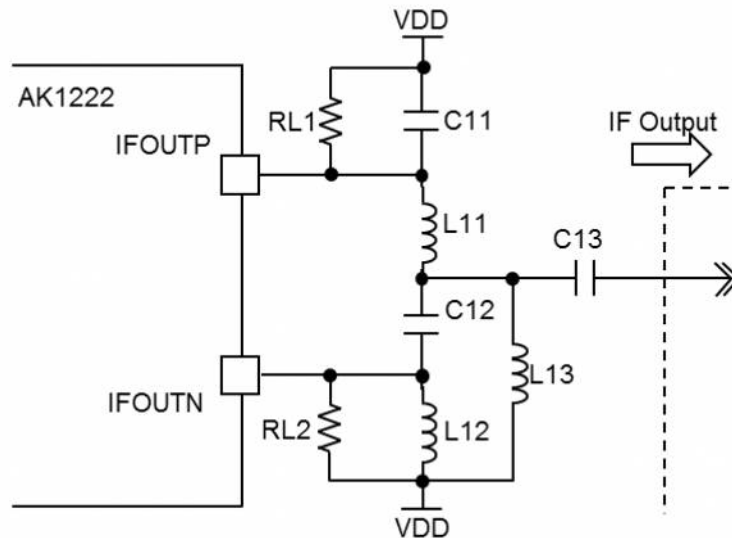 VDD
AK1222
RL1
C11
IF Output
IFOUTP
L11
C13
C12
L13
IFOUTN
RL2
L12
VDD